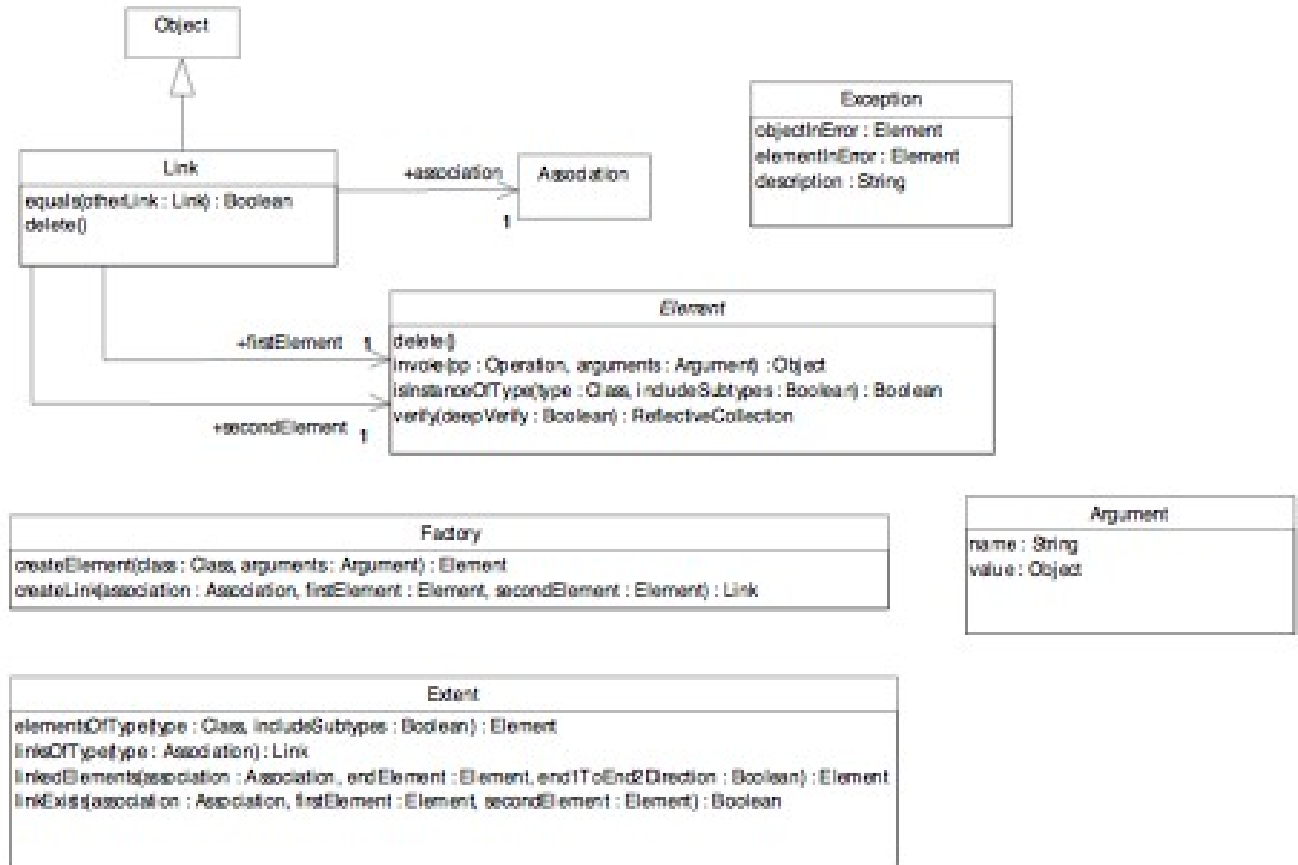 Object
Exception
objectInError : Element
elementInError : Element
description : String
Link
equals(otherLink : Link) : Boolean
delete()
+association
1
Association
Element
delete()
invoke(op : Operation, arguments : Argument) : Object
isInstanceOfType(type : Class, includeSubtypes : Boolean) : Boolean
verify(deepVerify : Boolean) : ReflectiveCollection
+firstElement 1
+secondElement 1
Factory
createElement(class : Class, arguments : Argument) : Element
createLink(association : Association, firstElement : Element, secondElement : Element) : Link
Argument
name : String
value : Object
Extent
elementsOfType(type : Class, includeSubtypes : Boolean) : Element
linksOfType(type : Association) : Link
linkedElements(association : Association, endElement : Element, end1ToEnd2Direction : Boolean) : Element
linkExists(association : Association, firstElement : Element, secondElement : Element) : Boolean